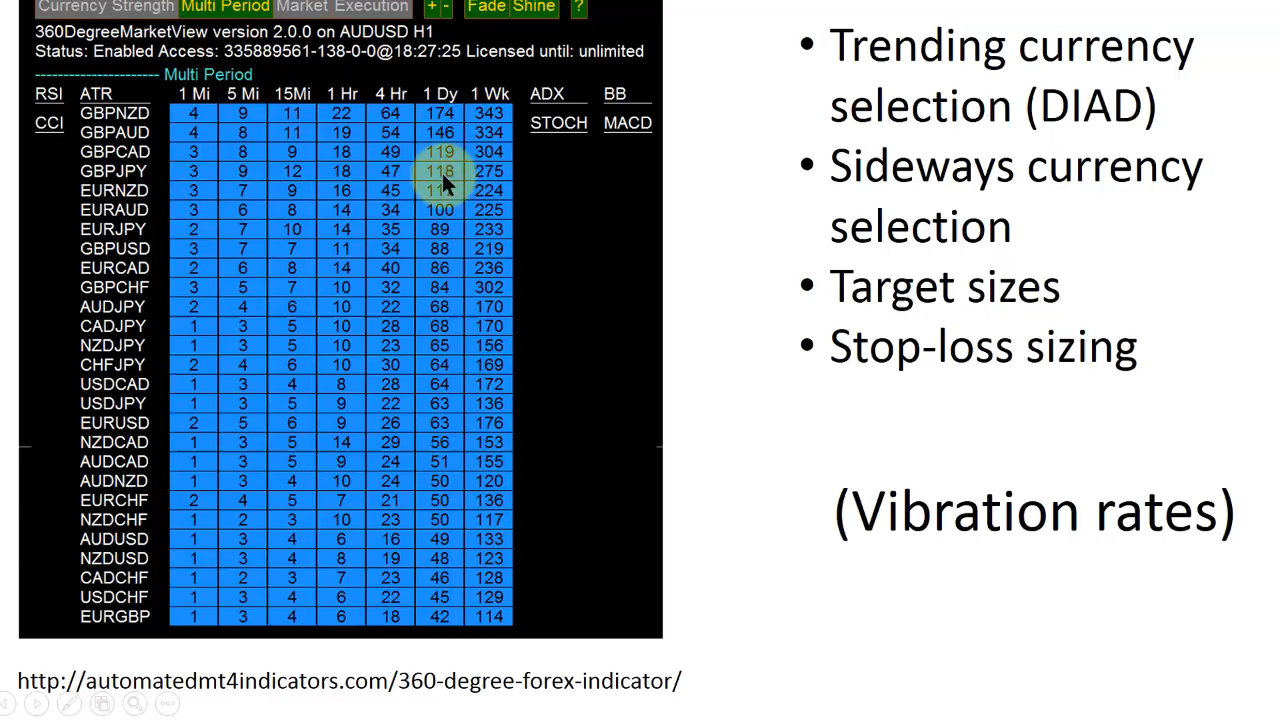 Currency Strength Multi Period Market Execution + - Fade Shine ?
360DegreeMarketView version 2.0.0 on AUDUSD H1
Status: Enabled Access: 335889561-138-0-0@18:27:25 Licensed until: unlimited
---------------------- Multi Period
RSI ATR 1 Mi 5 Mi 15Mi 1 Hr 4 Hr 1 Dy 1 Wk ADX BB
CCI STOCH MACD
GBPNZD 4 9 11 22 64 174 343
GBPAUD 4 8 11 19 54 146 334
GBPCAD 3 8 9 18 49 119 304
GBPJPY 3 9 12 18 47 118 275
EURNZD 3 7 9 16 45 224
EURAUD 3 6 8 14 34 100 225
EURJPY 2 7 10 14 35 89 233
GBPUSD 3 7 7 11 34 88 219
EURCAD 2 6 8 14 40 86 236
GBPCHF 3 5 7 10 32 84 302
AUDJPY 2 4 6 10 22 68 170
CADJPY 1 3 5 10 28 68 170
NZDJPY 1 3 5 10 23 65 156
CHFJPY 2 4 6 10 30 64 169
USDCAD 1 3 4 8 28 64 172
USDJPY 1 3 5 9 22 63 136
EURUSD 2 5 6 9 26 63 176
NZDCAD 1 3 5 14 29 56 153
AUDCAD 1 3 5 9 24 51 155
AUDNZD 1 3 4 10 24 50 120
EURCHF 2 4 5 7 21 50 136
NZDCHF 1 2 3 10 23 50 117
AUDUSD 1 3 4 6 16 49 133
NZDUSD 1 3 4 8 19 48 123
CADCHF 1 2 3 7 23 46 128
USDCHF 1 3 4 6 22 45 129
EURGBP 1 3 4 6 18 42 114
http://automatedmt4indicators.com/360-degree-forex-indicator/
• Trending currency
selection (DIAD)
• Sideways currency
selection
• Target sizes
• Stop-loss sizing
(Vibration rates)